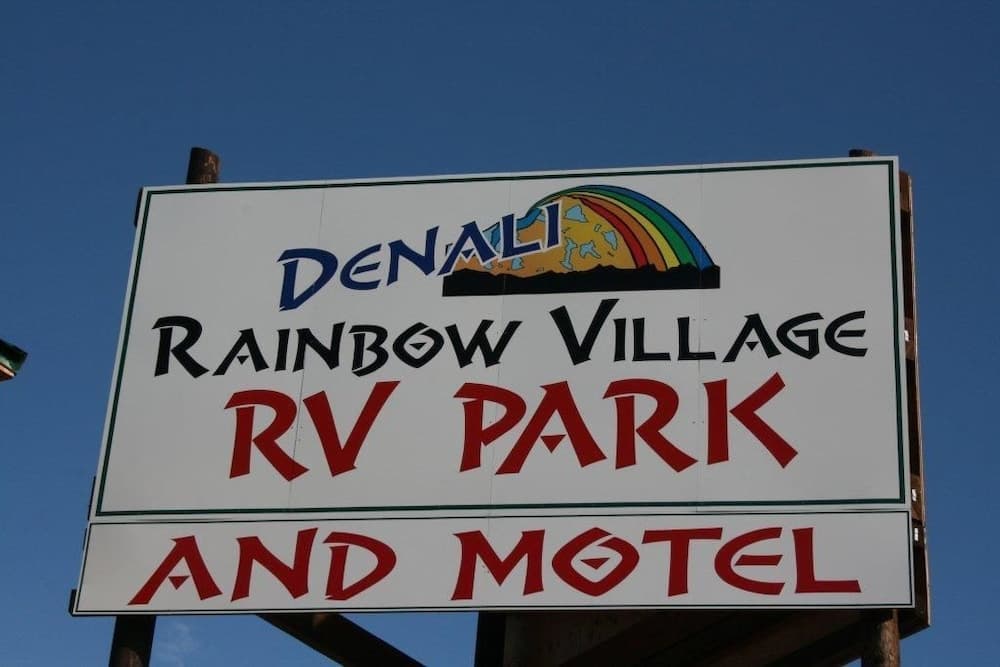 DENALI
RAINBOW VILLAGE
RV PARK
AND MOTEL